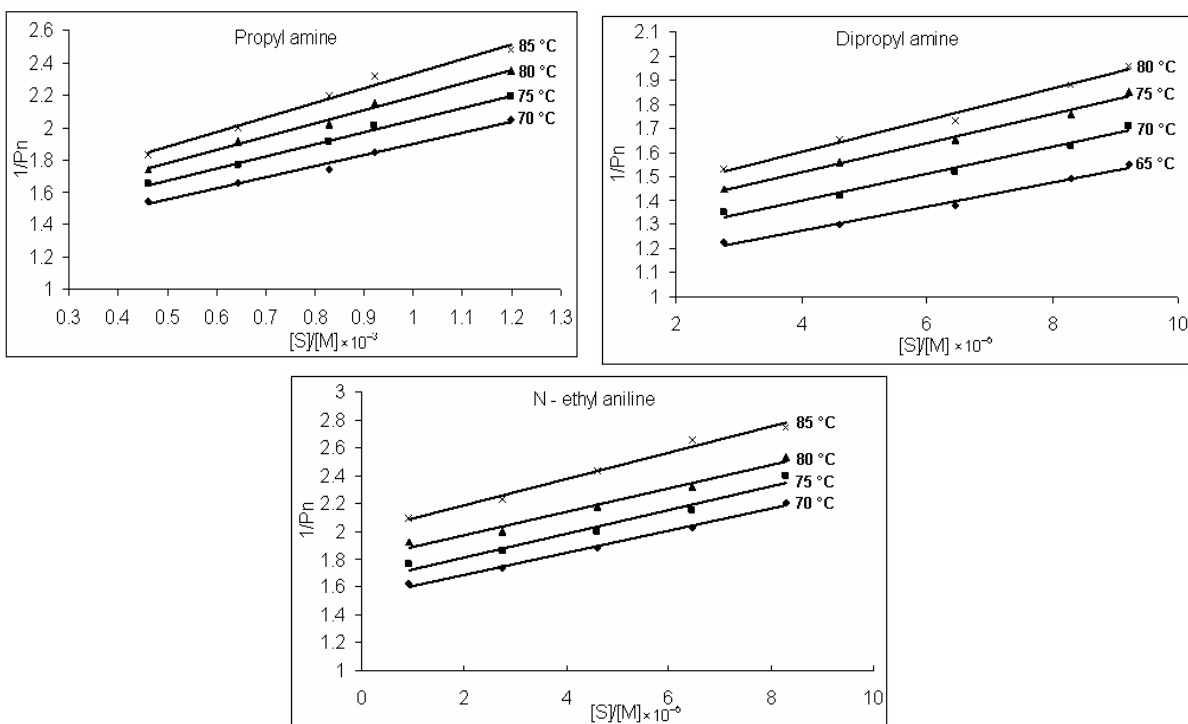 Propyl amine
2.6
2.4
2.2
2
1.8
1.6
1.4
1.2
1
1/Pn
85 °C
80 °C
75 °C
70 °C
0.3 0.4 0.5 0.6 0.7 0.8 0.9 1 1.1 1.2 1.3
[S]/[M] × 10⁻³
Dipropyl amine
2.1
2
1.9
1.8
1.7
1.6
1.5
1.4
1.3
1.2
1.1
1
1/Pn
80 °C
75 °C
70 °C
65 °C
2 4 6 8 10
[S]/[M] × 10⁻⁵
N - ethyl aniline
3
2.8
2.6
2.4
2.2
2
1.8
1.6
1.4
1.2
1
1/Pn
85 °C
80 °C
75 °C
70 °C
0 2 4 6 8 10
[S]/[M] × 10⁻⁵